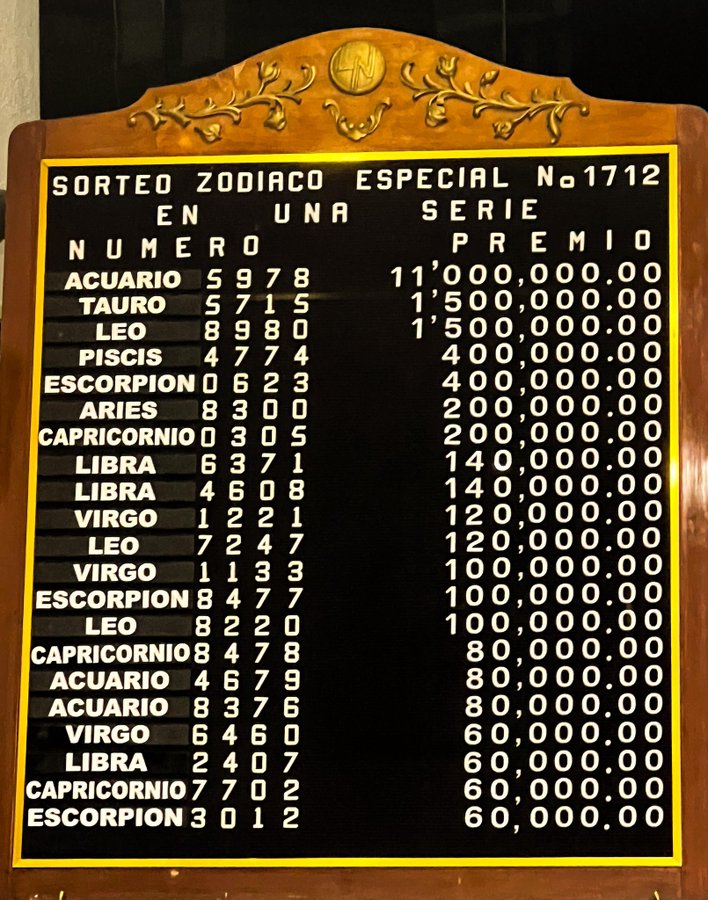 SORTEO ZODIACO ESPECIAL No1712
EN UNA SERIE
NUMERO PREMIO
ACUARIO 5978 11'000,000.00
TAURO 5715 1'500,000.00
LEO 8980 1'500,000.00
PISCIS 4774 400,000.00
ESCORPION 0623 400,000.00
ARIES 8300 200,000.00
CAPRICORNIO 0305 200,000.00
LIBRA 6371 140,000.00
LIBRA 4608 140,000.00
VIRGO 1221 120,000.00
LEO 7247 120,000.00
VIRGO 1133 100,000.00
ESCORPION 8477 100,000.00
LEO 8220 100,000.00
CAPRICORNIO 8478 80,000.00
ACUARIO 4679 80,000.00
ACUARIO 8376 80,000.00
VIRGO 6460 60,000.00
LIBRA 2407 60,000.00
CAPRICORNIO 7702 60,000.00
ESCORPION 3012 60,000.00